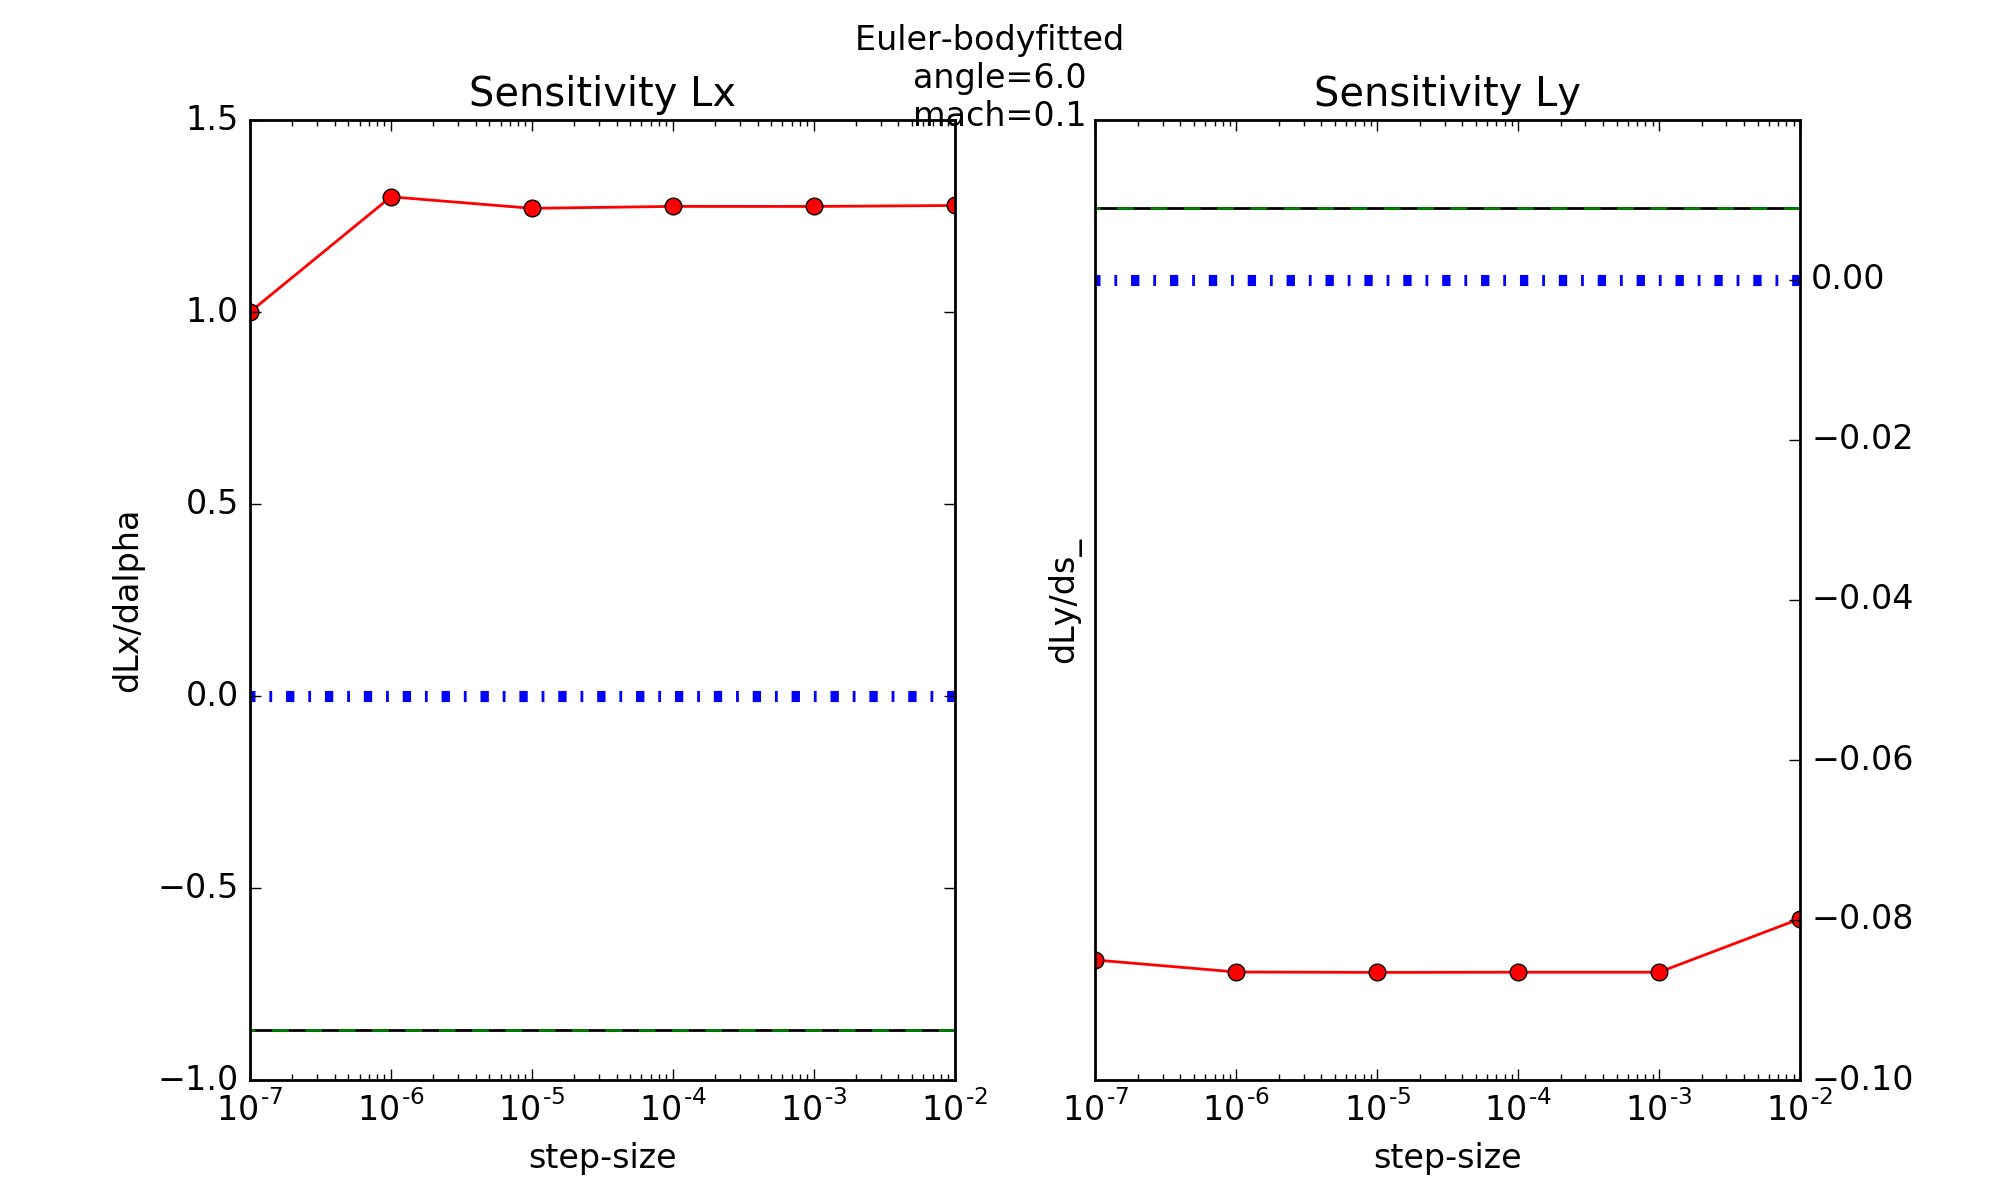 Euler-bodyfitted
angle=6.0
mach=0.1
Sensitivity Lx
1.5
1.0
0.5
0.0
−0.5
−1.0
dLx/dalpha
10^-7 10^-6 10^-5 10^-4 10^-3 10^-2
step-size
Sensitivity Ly
dLy/ds_
0.00
−0.02
−0.04
−0.06
−0.08
−0.10
10^-7 10^-6 10^-5 10^-4 10^-3 10^-2
step-size